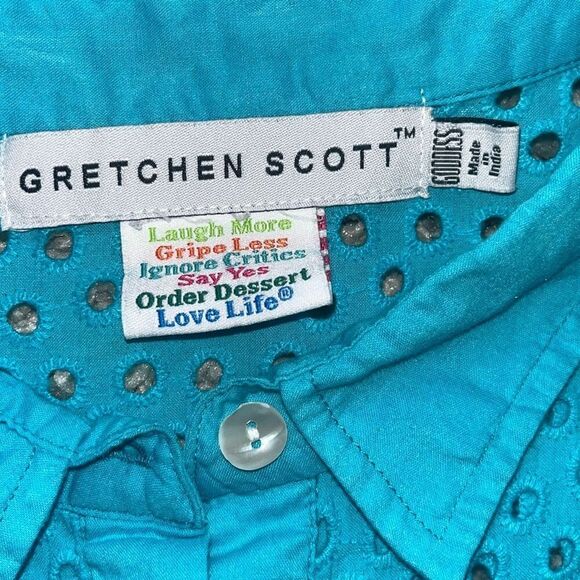 GRETCHEN SCOTT™
GODDESS
Made
in
India
Laugh More
Gripe Less
Ignore Critics
Say Yes
Order Dessert
Love Life®